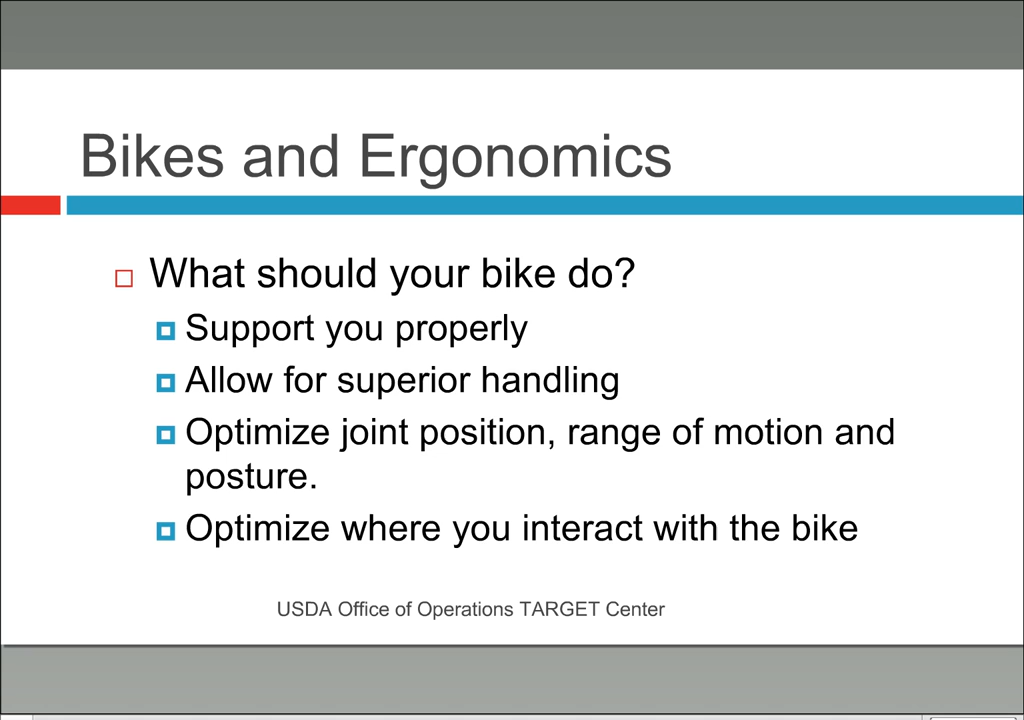 Bikes and Ergonomics
What should your bike do?
Support you properly
Allow for superior handling
Optimize joint position, range of motion and
posture.
Optimize where you interact with the bike
USDA Office of Operations TARGET Center